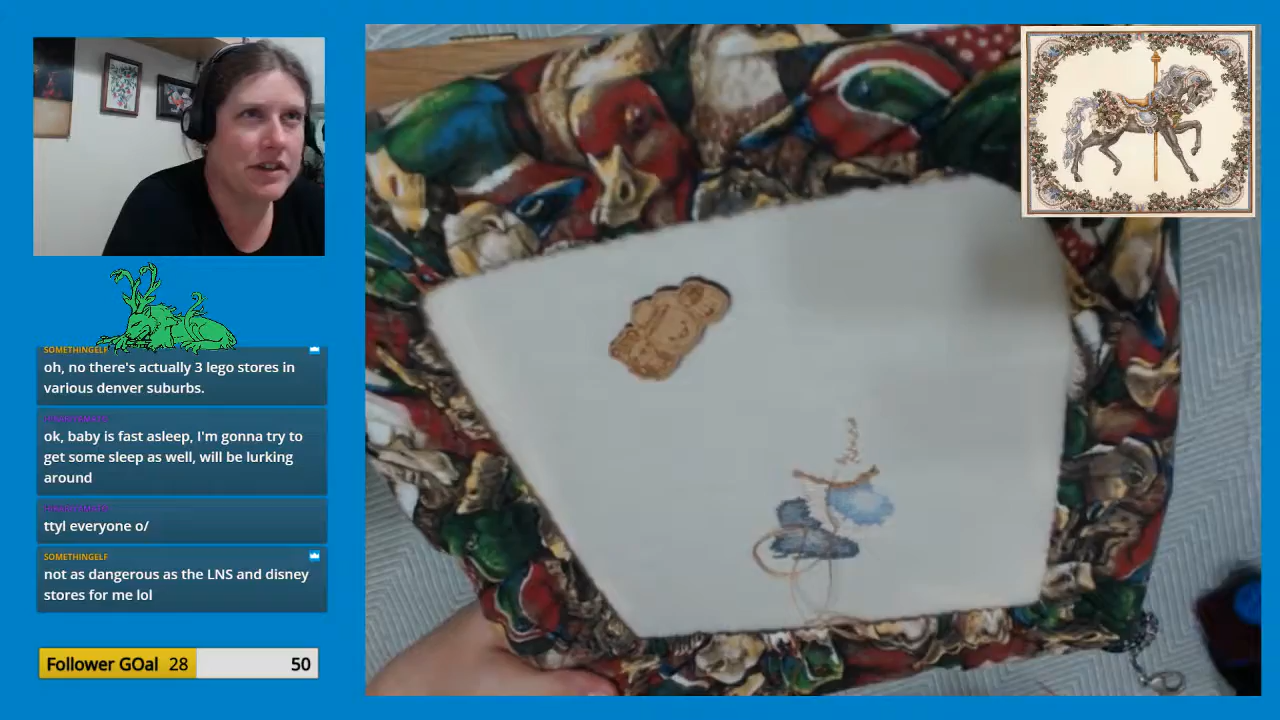 SOMETHINGELF
oh, no there's actually 3 lego stores in
various denver suburbs.
ok, baby is fast asleep, I'm gonna try to
get some sleep as well, will be lurking
around
ttyl everyone o/
SOMETHINGELF
not as dangerous as the LNS and disney
stores for me lol
Follower GOal 28 50